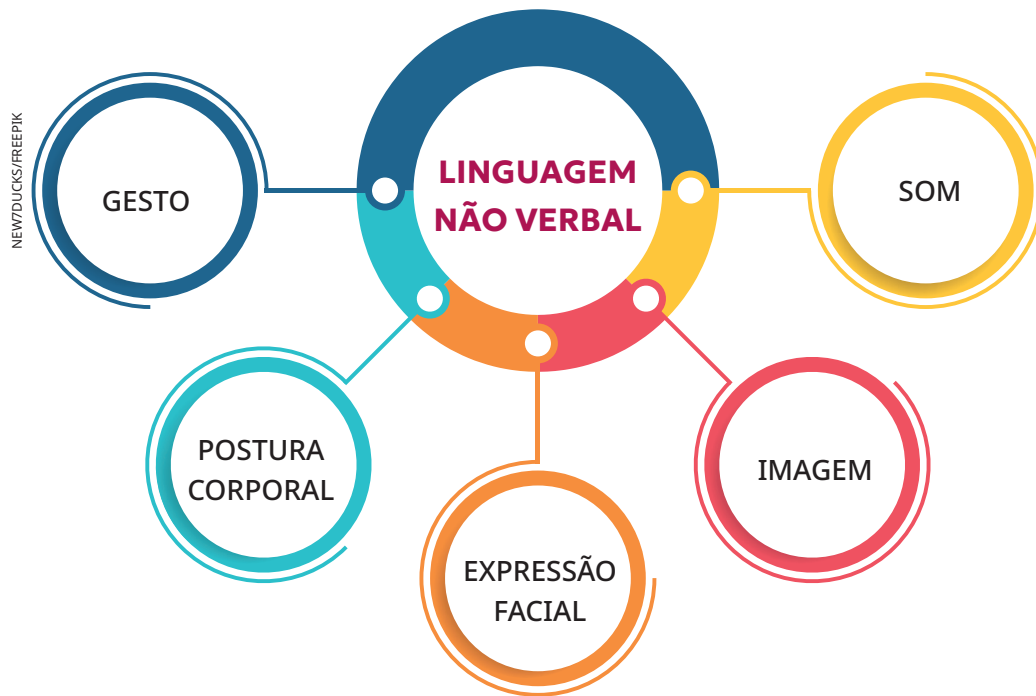 NEW7DUCKS/FREEPIK
LINGUAGEM
NÃO VERBAL
GESTO
POSTURA
CORPORAL
EXPRESSÃO
FACIAL
IMAGEM
SOM